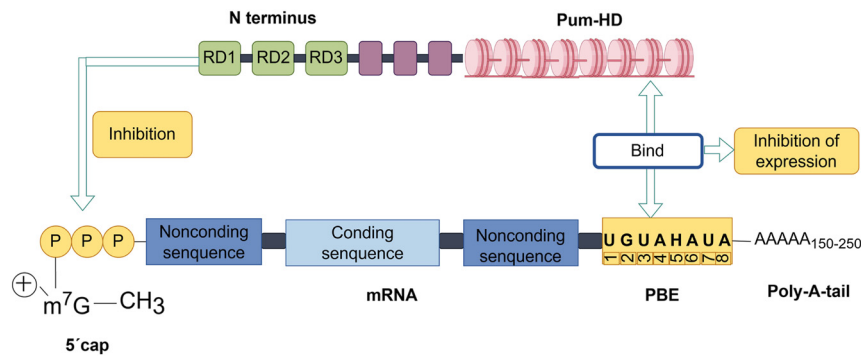 N terminus
Pum-HD
RD1 RD2 RD3
Inhibition
Bind
Inhibition of
expression
P P P
Nonconding
senquence
Conding
senquence
Nonconding
senquence
U G U A H A U A
1 2 3 4 5 6 7 8
AAAAA150-250
+
m⁷G—CH3
mRNA
PBE
Poly-A-tail
5´cap